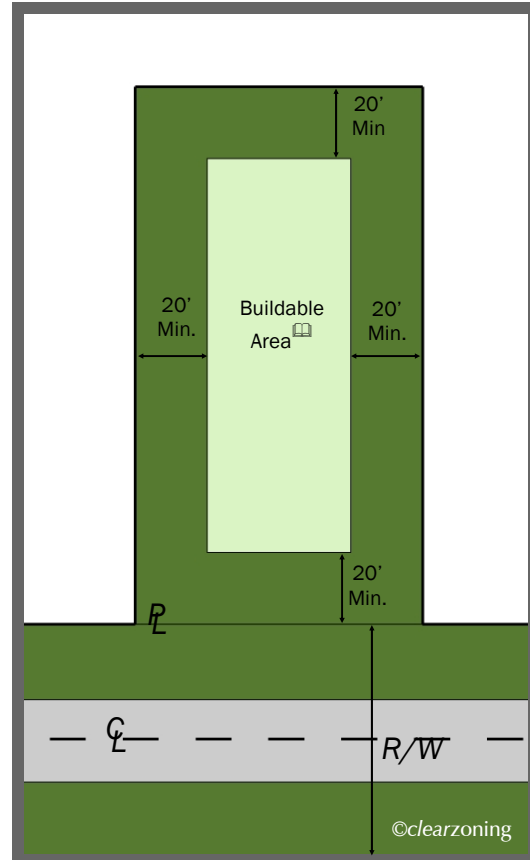 20'
Min
20'
Min.
Buildable
Area
20'
Min.
20'
Min.
PL
CL
R/W
©clearzoning